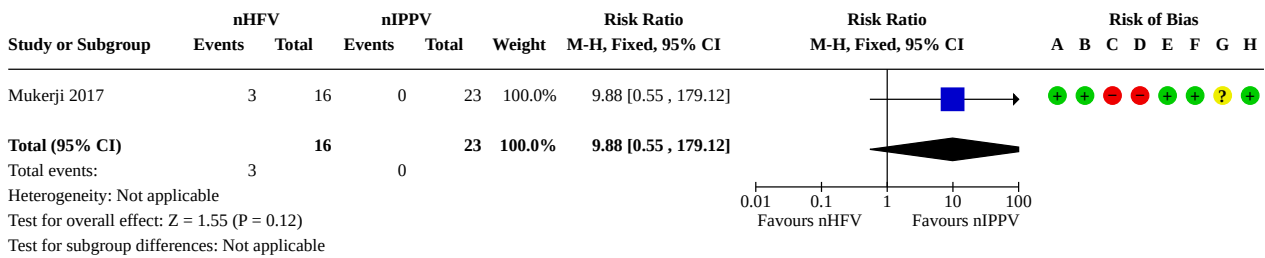 nHFV nIPPV Risk Ratio Risk Ratio Risk of Bias
Study or Subgroup Events Total Events Total Weight M-H, Fixed, 95% CI M-H, Fixed, 95% CI A B C D E F G H
Mukerji 2017 3 16 0 23 100.0% 9.88 [0.55 , 179.12] + + − − + + ? +
Total (95% CI) 16 23 100.0% 9.88 [0.55 , 179.12]
Total events: 3 0
Heterogeneity: Not applicable
0.01 0.1 1 10 100
Test for overall effect: Z = 1.55 (P = 0.12) Favours nHFV Favours nIPPV
Test for subgroup differences: Not applicable